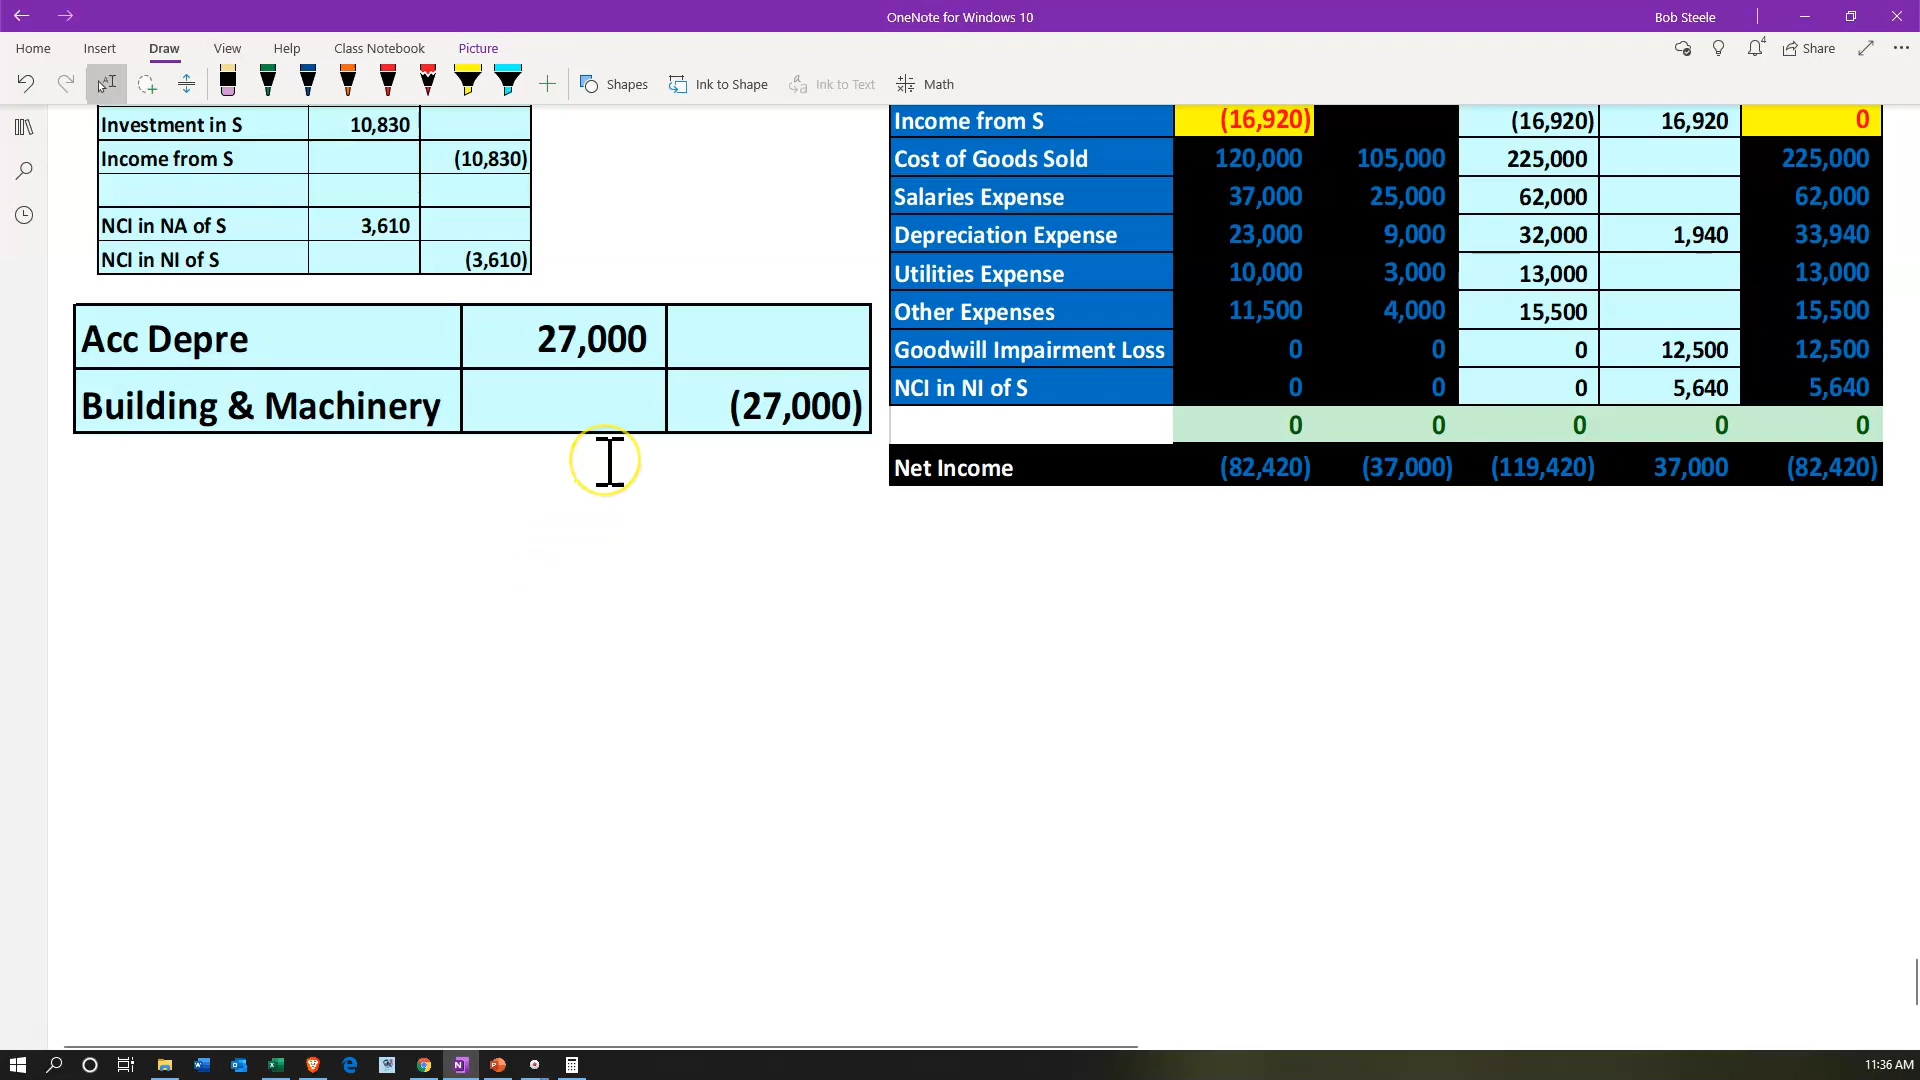 OneNote for Windows 10
Bob Steele
Home Insert Draw View Help Class Notebook Picture
4 Share
Shapes Ink to Shape Ink to Text Math
Investment in S 10,830
Income from S (10,830)
NCI in NA of S 3,610
NCI in NI of S (3,610)
Acc Depre 27,000
Building & Machinery (27,000)
Income from S (16,920) (16,920) 16,920 0
Cost of Goods Sold 120,000 105,000 225,000 225,000
Salaries Expense 37,000 25,000 62,000 62,000
Depreciation Expense 23,000 9,000 32,000 1,940 33,940
Utilities Expense 10,000 3,000 13,000 13,000
Other Expenses 11,500 4,000 15,500 15,500
Goodwill Impairment Loss 0 0 0 12,500 12,500
NCI in NI of S 0 0 0 5,640 5,640
0 0 0 0 0
Net Income (82,420) (37,000) (119,420) 37,000 (82,420)
11:36 AM